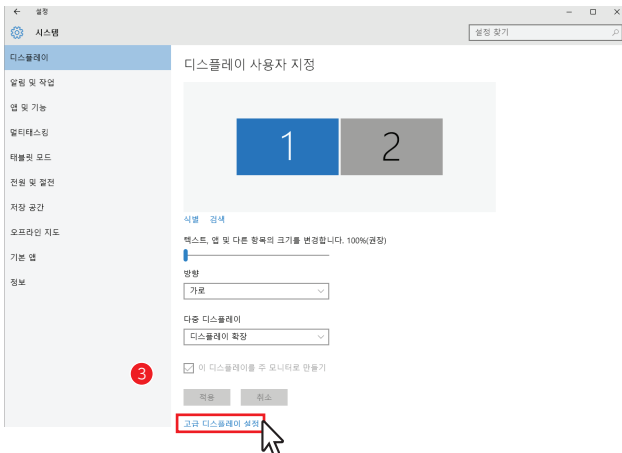 ← 설정
시스템
설정 찾기
디스플레이
알림 및 작업
앱 및 기능
멀티태스킹
태블릿 모드
전원 및 절전
저장 공간
오프라인 지도
기본 앱
정보
디스플레이 사용자 지정
1
2
식별 검색
텍스트, 앱 및 다른 항목의 크기를 변경합니다. 100%(권장)
방향
가로
다중 디스플레이
디스플레이 확장
3
이 디스플레이를 주 모니터로 만들기
적용 취소
고급 디스플레이 설정